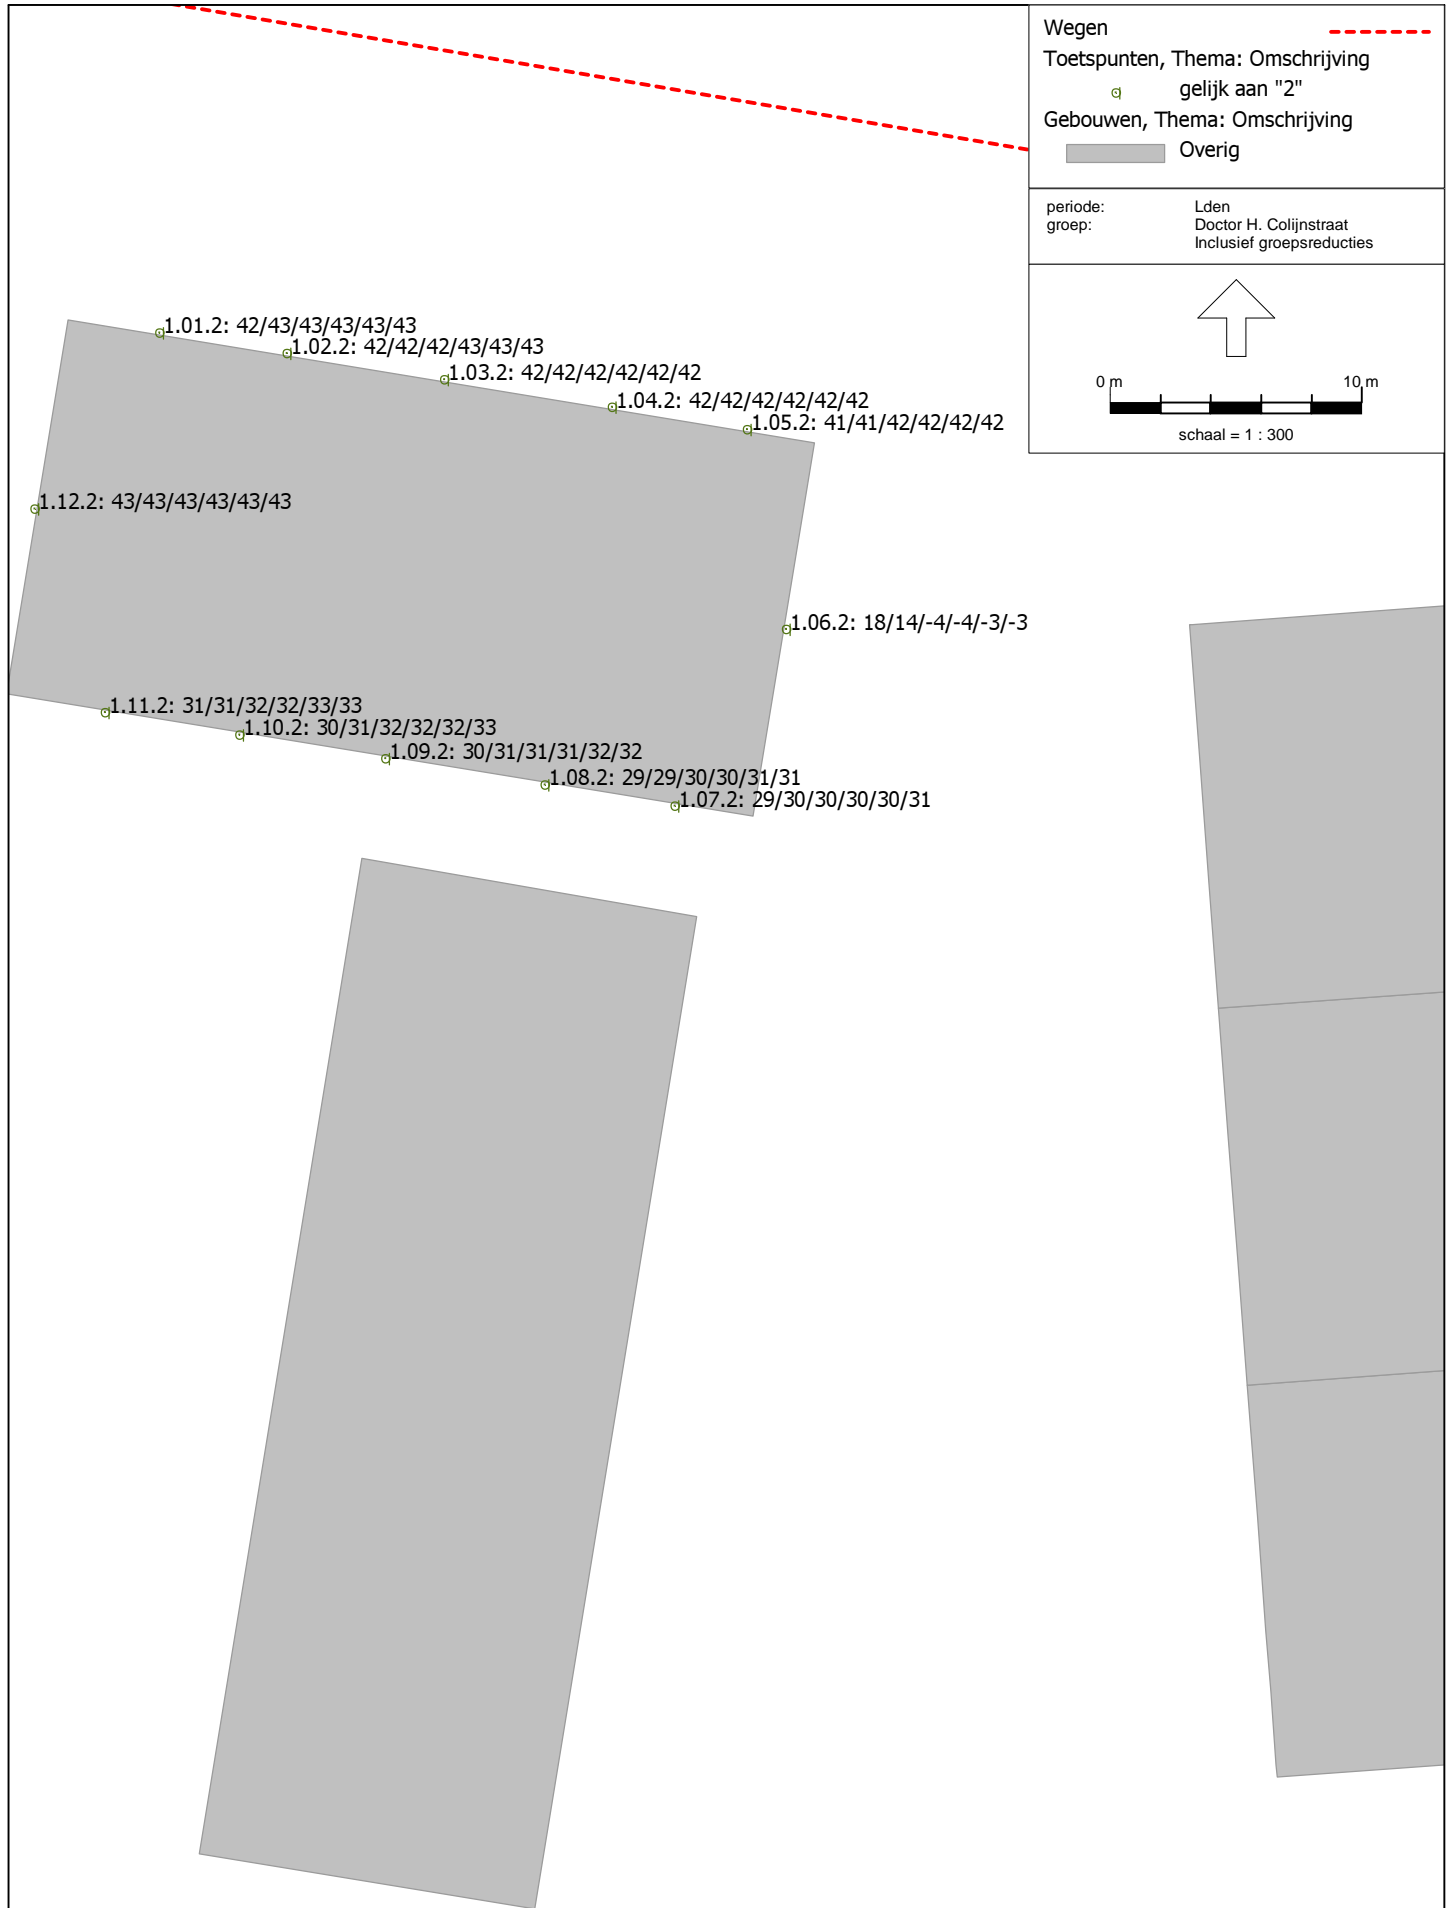 Wegen
Toetspunten, Thema: Omschrijving
gelijk aan "2"
Gebouwen, Thema: Omschrijving
Overig
periode: Lden
groep: Doctor H. Colijnstraat
Inclusief groepsreducties
0 m 10 m
schaal = 1 : 300
1.01.2: 42/43/43/43/43/43
1.02.2: 42/42/42/43/43/43
1.03.2: 42/42/42/42/42/42
1.04.2: 42/42/42/42/42/42
1.05.2: 41/41/42/42/42/42
1.12.2: 43/43/43/43/43/43
1.06.2: 18/14/-4/-4/-3/-3
1.11.2: 31/31/32/32/33/33
1.10.2: 30/31/32/32/32/33
1.09.2: 30/31/31/31/32/32
1.08.2: 29/29/30/30/31/31
1.07.2: 29/30/30/30/30/31